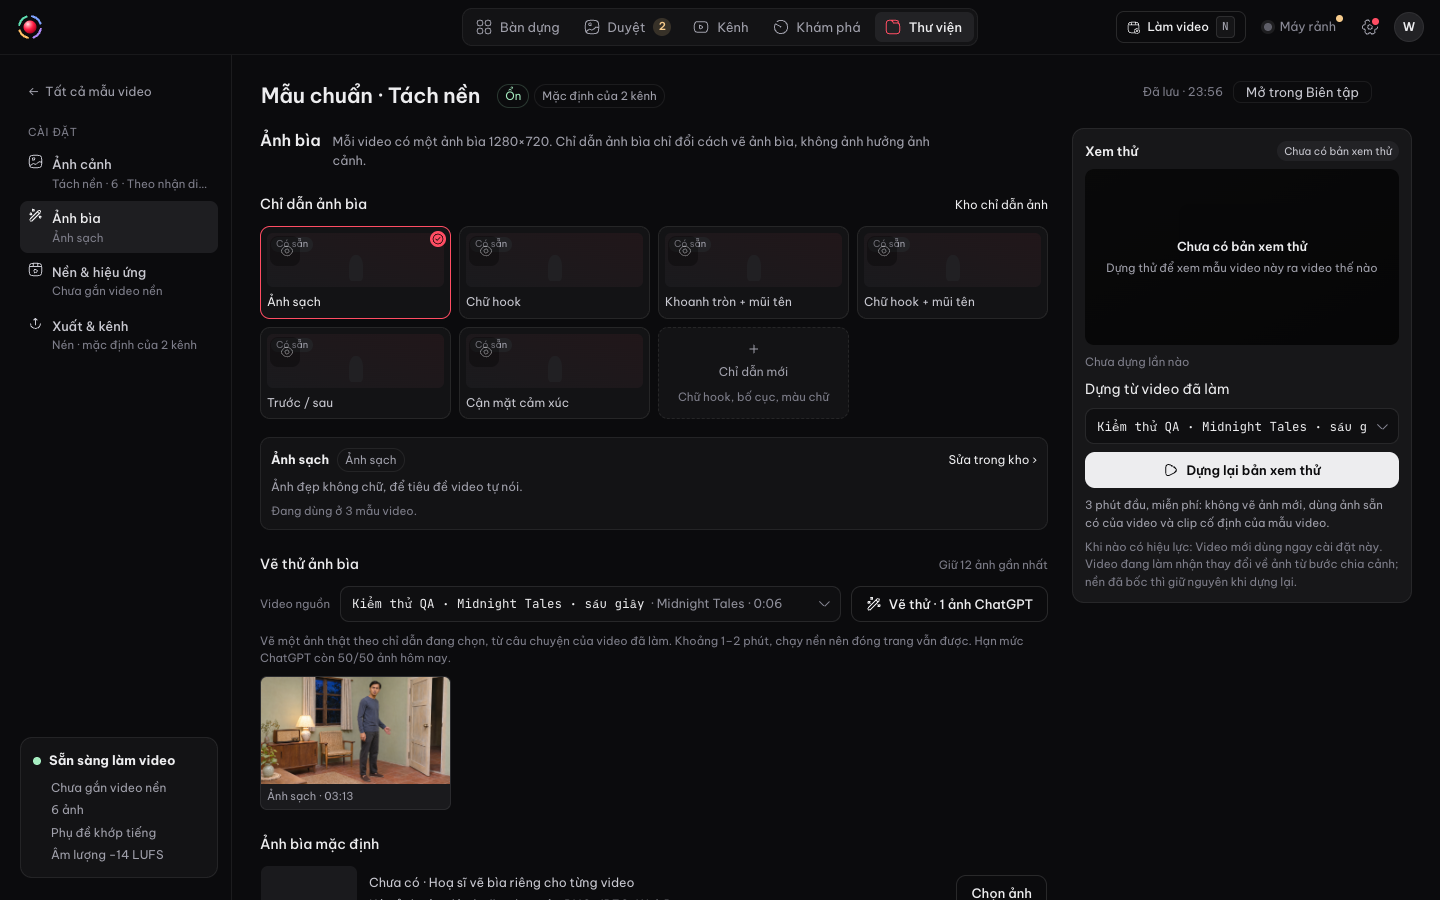 Bàn dựng
Duyệt 2
Kênh
Khám phá
Thư viện
Làm video N
Máy rảnh
W
← Tất cả mẫu video
CÀI ĐẶT
Ảnh cảnh
Tách nền · 6 · Theo nhận di...
Ảnh bìa
Ảnh sạch
Nền & hiệu ứng
Chưa gắn video nền
Xuất & kênh
Nén · mặc định của 2 kênh
Sẵn sàng làm video
Chưa gắn video nền
6 ảnh
Phụ đề khớp tiếng
Âm lượng -14 LUFS
Mẫu chuẩn · Tách nền
Ổn
Mặc định của 2 kênh
Đã lưu · 23:56
Mở trong Biên tập
Ảnh bìa
Mỗi video có một ảnh bìa 1280×720. Chỉ dẫn ảnh bìa chỉ đổi cách vẽ ảnh bìa, không ảnh hưởng ảnh
cảnh.
Chỉ dẫn ảnh bìa
Kho chỉ dẫn ảnh
Có sẵn
Ảnh sạch
Có sẵn
Chữ hook
Có sẵn
Khoanh tròn + mũi tên
Có sẵn
Chữ hook + mũi tên
Có sẵn
Trước / sau
Có sẵn
Cận mặt cảm xúc
+
Chỉ dẫn mới
Chữ hook, bố cục, màu chữ
Ảnh sạch
Ảnh sạch
Sửa trong kho ›
Ảnh đẹp không chữ, để tiêu đề video tự nói.
Đang dùng ở 3 mẫu video.
Vẽ thử ảnh bìa
Giữ 12 ảnh gần nhất
Video nguồn
Kiểm thử QA · Midnight Tales · sáu giây · Midnight Tales · 0:06
Vẽ thử · 1 ảnh ChatGPT
Vẽ một ảnh thật theo chỉ dẫn đang chọn, từ câu chuyện của video đã làm. Khoảng 1–2 phút, chạy nền nên đóng trang vẫn được. Hạn mức
ChatGPT còn 50/50 ảnh hôm nay.
Ảnh sạch · 03:13
Ảnh bìa mặc định
Chưa có · Hoạ sĩ vẽ bìa riêng cho từng video
Chọn ảnh
Xem thử
Chưa có bản xem thử
Chưa có bản xem thử
Dựng thử để xem mẫu video này ra video thế nào
Chưa dựng lần nào
Dựng từ video đã làm
Kiểm thử QA · Midnight Tales · sáu g
Dựng lại bản xem thử
3 phút đầu, miễn phí: không vẽ ảnh mới, dùng ảnh sẵn
có của video và clip cố định của mẫu video.
Khi nào có hiệu lực: Video mới dùng ngay cài đặt này.
Video đang làm nhận thay đổi về ảnh từ bước chia cảnh;
nền đã bốc thì giữ nguyên khi dựng lại.